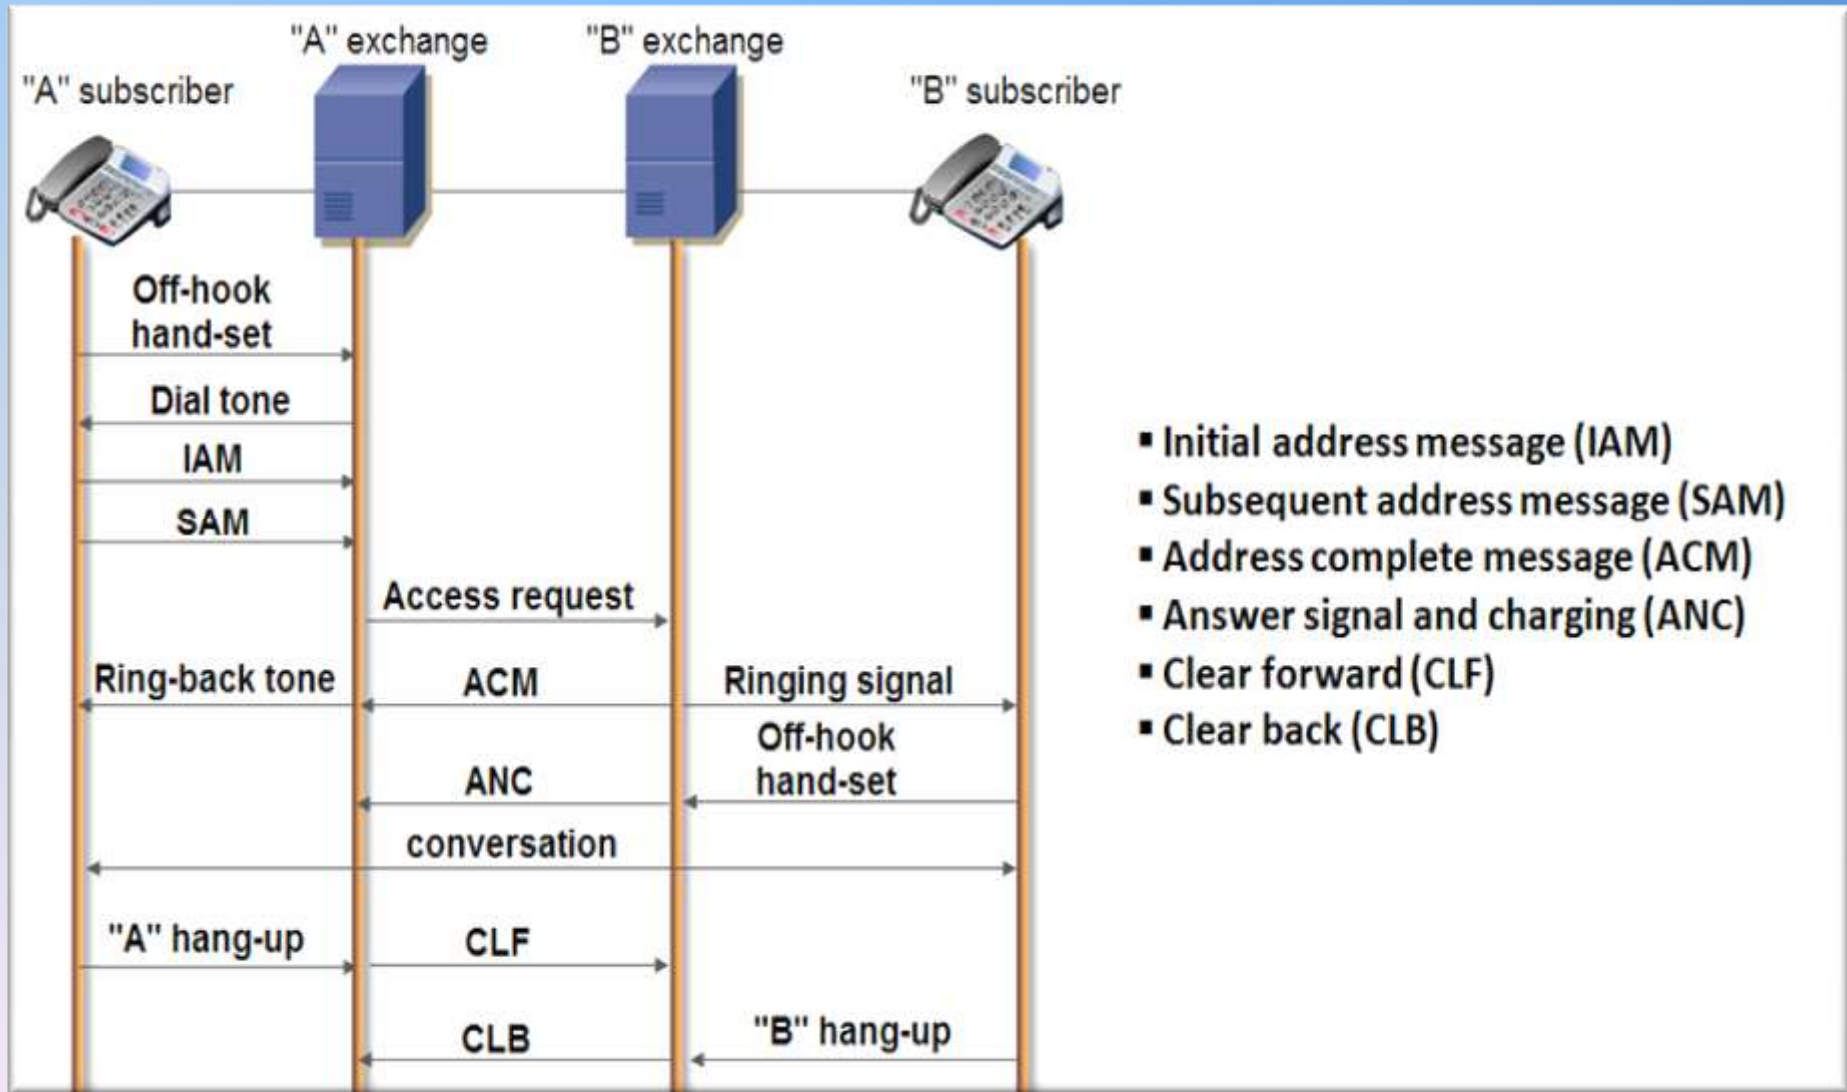 "A" exchange
"B" exchange
"A" subscriber
"B" subscriber
Off-hook
hand-set
Dial tone
IAM
SAM
Access request
Ring-back tone
ACM
Ringing signal
Off-hook
hand-set
ANC
conversation
"A" hang-up
CLF
CLB
"B" hang-up
▪ Initial address message (IAM)
▪ Subsequent address message (SAM)
▪ Address complete message (ACM)
▪ Answer signal and charging (ANC)
▪ Clear forward (CLF)
▪ Clear back (CLB)